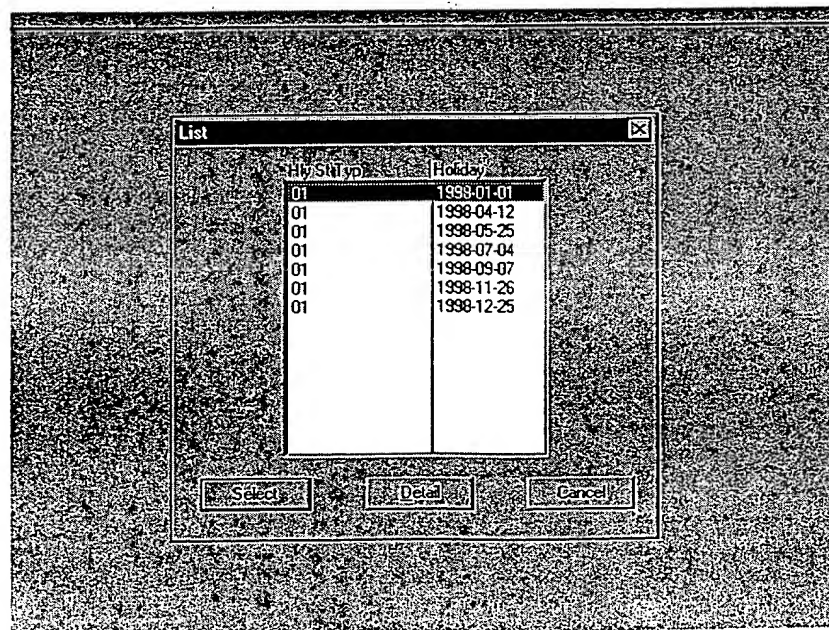 List
Hly St Typ Holiday
01 1998-01-01
01 1998-04-12
01 1998-05-25
01 1998-07-04
01 1998-09-07
01 1998-11-26
01 1998-12-25
Select Detail Cancel